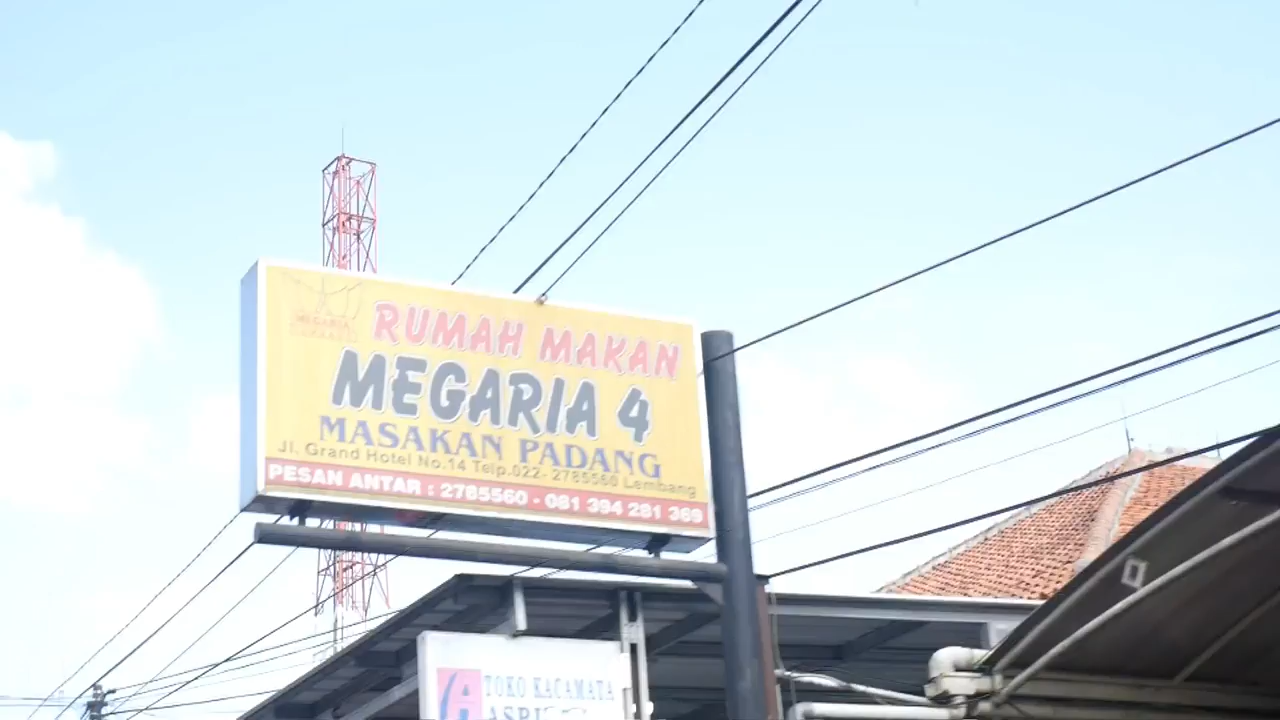 MEGARIA
RUMAH MAKAN
MEGARIA 4
MASAKAN PADANG
Jl. Grand Hotel No.14 Telp.022- 2785560 Lembang
PESAN ANTAR : 2785560 - 081 394 281 369
A
TOKO KACAMATA